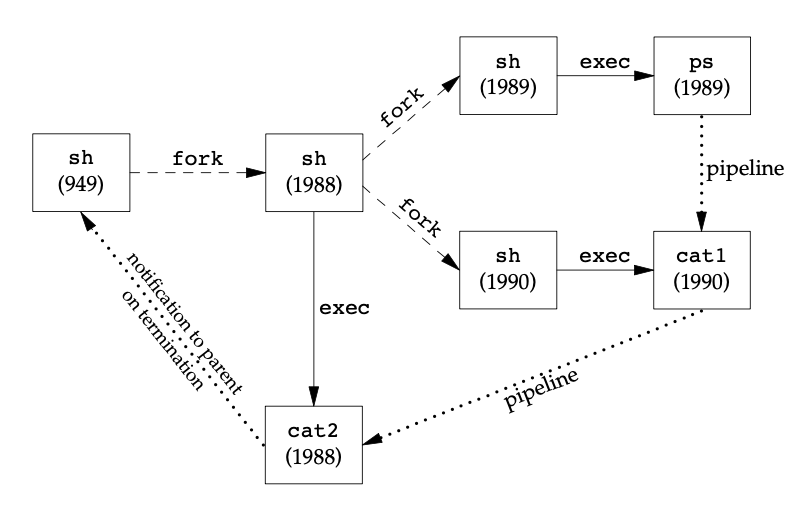 sh
(1989)
exec
ps
(1989)
fork
sh
(949)
fork
sh
(1988)
pipeline
fork
sh
(1990)
exec
cat1
(1990)
notification to parent
on termination
exec
pipeline
cat2
(1988)